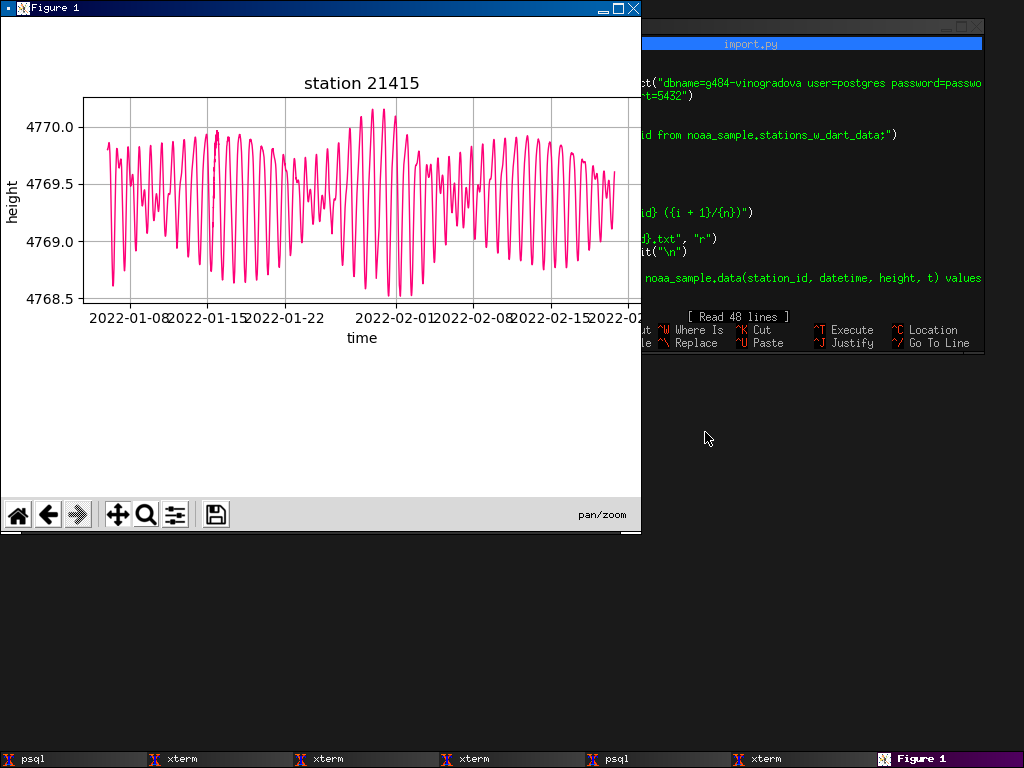 Figure 1
import.py
station 21415
ct("dbname=g484-vinogradova user=postgres password=passwo
rt=5432")
4770.0
id from noaa_sample.stations_w_dart_data;")
4769.5
height
id} ({i + 1}/{n})")
4769.0
d}.txt", "r")
it("\n")
noaa_sample.data(station_id, datetime, height, t) values
4768.5
2022-01-08 2022-01-15 2022-01-22 2022-02-01 2022-02-08 2022-02-15 2022-02
time
[ Read 48 lines ]
ut ^W Where Is ^K Cut ^T Execute ^C Location
le ^\ Replace ^U Paste ^J Justify ^/ Go To Line
pan/zoom
psql xterm xterm xterm psql xterm Figure 1